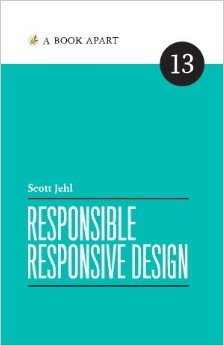 A BOOK APART
13
Scott Jehl
RESPONSIBLE
RESPONSIVE DESIGN